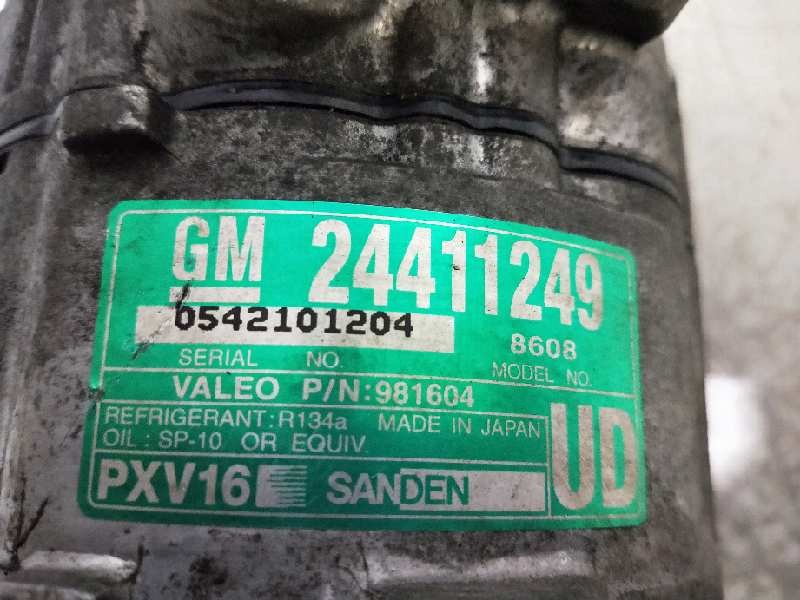 GM 24411249
0542101204 8608
SERIAL NO. MODEL NO.
VALEO P/N:981604
REFRIGERANT:R134a MADE IN JAPAN
OIL: SP-10 OR EQUIV.
UD
PXV16 SANDEN